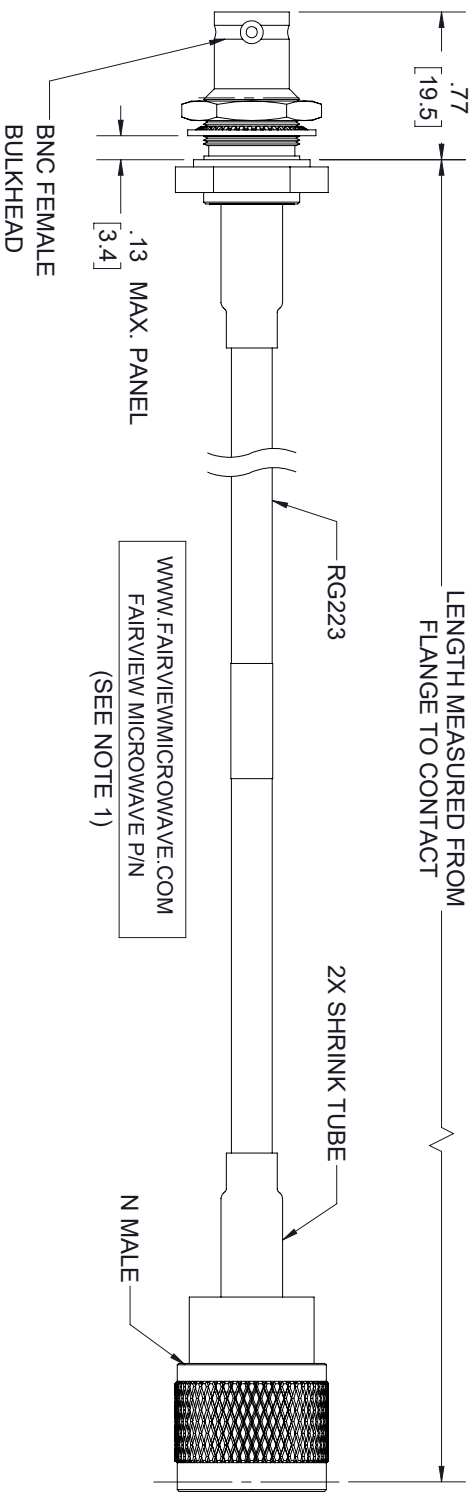 .77
[19.5]
LENGTH MEASURED FROM
FLANGE TO CONTACT
.13 MAX. PANEL
[3.4]
BNC FEMALE
BULKHEAD
RG223
WWW.FAIRVIEWMICROWAVE.COM
FAIRVIEW MICROWAVE P/N
(SEE NOTE 1)
2X SHRINK TUBE
N MALE